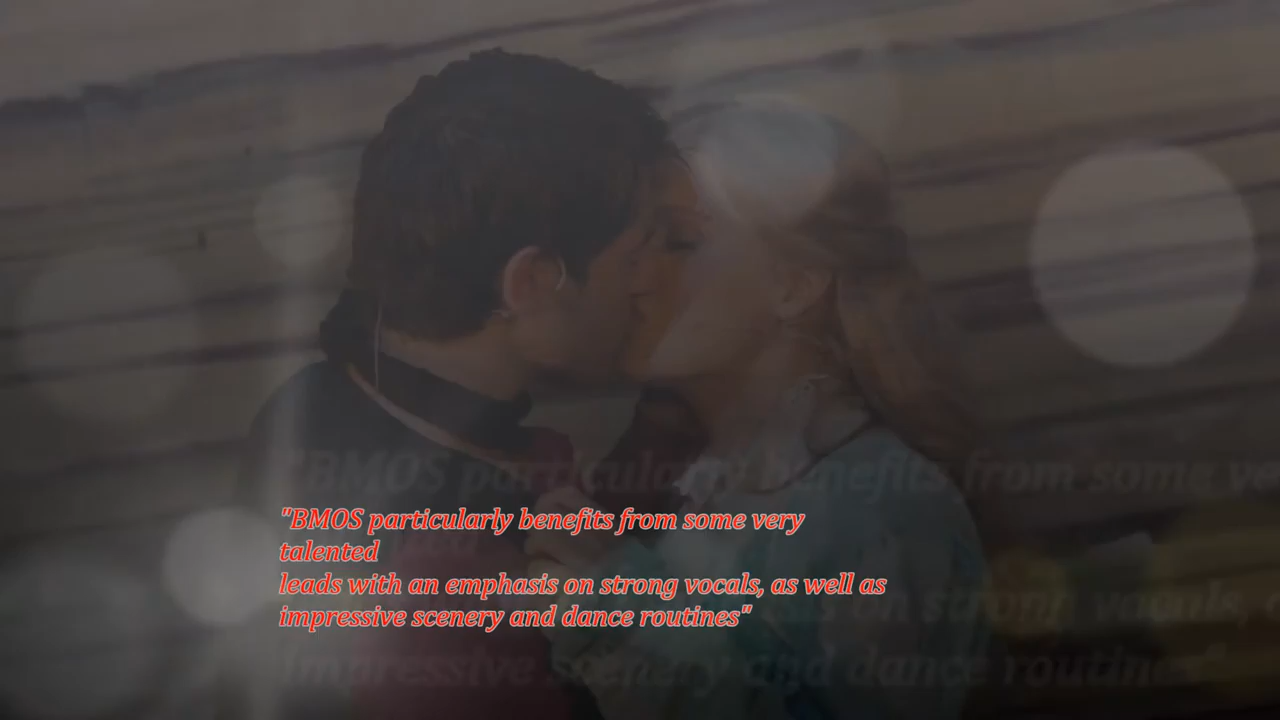 "BMOS particularly benefits from some very
talented
leads with an emphasis on strong vocals, as well as
impressive scenery and dance routines"